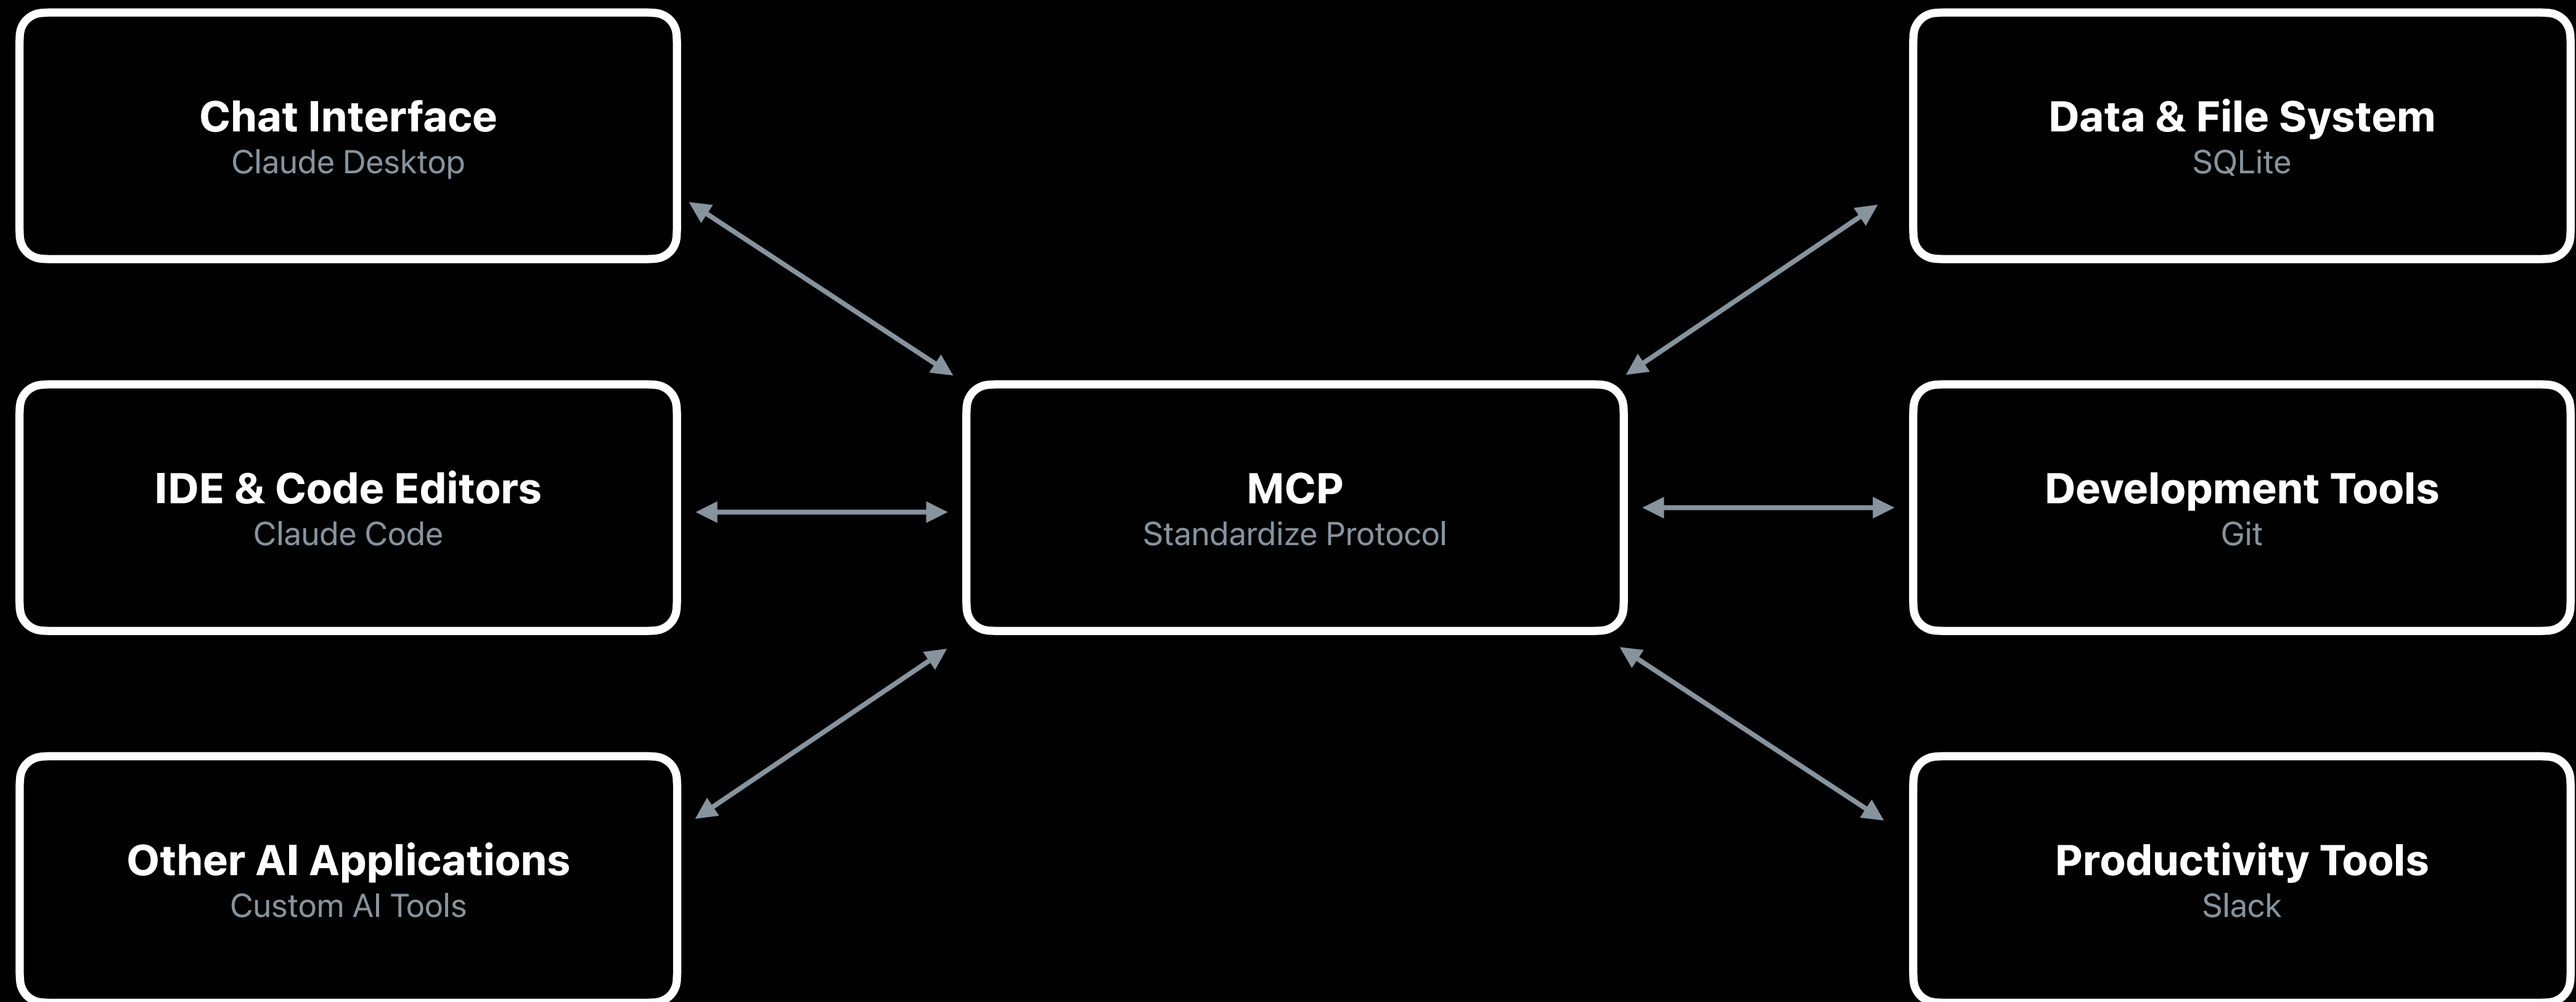 Chat Interface
Claude Desktop
Data & File System
SQLite
IDE & Code Editors
Claude Code
MCP
Standardize Protocol
Development Tools
Git
Other AI Applications
Custom AI Tools
Productivity Tools
Slack